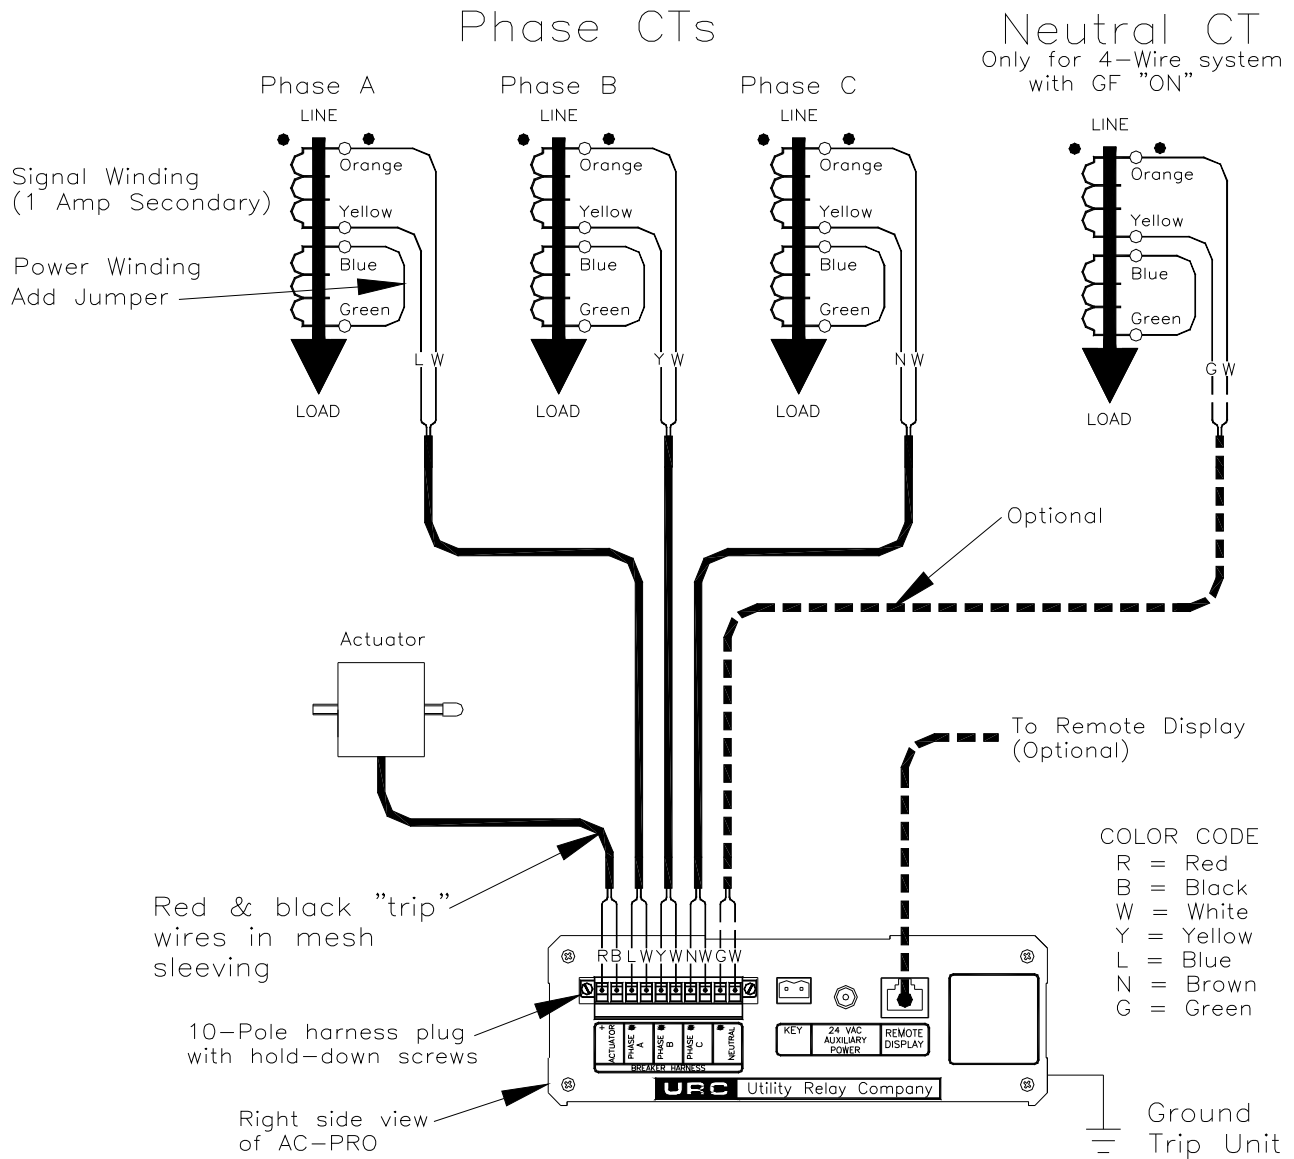 Phase CTs
Neutral CT
Only for 4-Wire system
with GF "ON"
Phase A
Phase B
Phase C
LINE
LINE
LINE
LINE
Orange
Orange
Orange
Orange
Signal Winding
(1 Amp Secondary)
Yellow
Yellow
Yellow
Yellow
Power Winding
Add Jumper
Blue
Blue
Blue
Blue
Green
Green
Green
Green
L W
Y W
N W
G W
LOAD
LOAD
LOAD
LOAD
Optional
Actuator
To Remote Display
(Optional)
COLOR CODE
R = Red
B = Black
W = White
Y = Yellow
L = Blue
N = Brown
G = Green
Red & black "trip"
wires in mesh
sleeving
R B L W Y W N W G W
10-Pole harness plug
with hold-down screws
+
ACTUATOR
PHASE A
PHASE B
PHASE C
NEUTRAL
BREAKER HARNESS
KEY
24 VAC
AUXILIARY
POWER
REMOTE
DISPLAY
URC Utility Relay Company
Right side view
of AC-PRO
Ground
Trip Unit